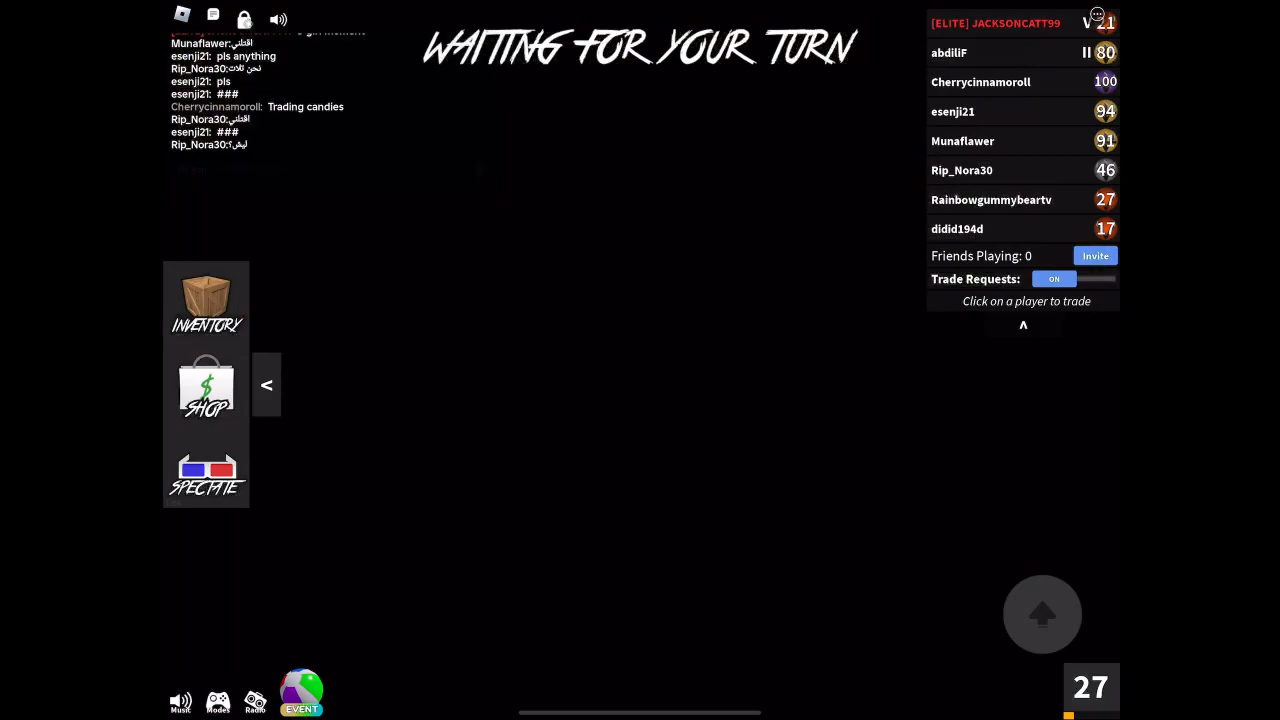 WAITING FOR YOUR TURN
Munaflawer:اقتلني
esenji21: pls anything
Rip_Nora30:نحن ثلاث
esenji21: pls
esenji21: ###
Cherrycinnamoroll: Trading candies
Rip_Nora30:اقتلني
esenji21: ###
Rip_Nora30:ليش؟
INVENTORY
$
SHOP
SPECTATE
<
[ELITE] JACKSONCATT99 21
abdiliF 80
Cherrycinnamoroll 100
esenji21 94
Munaflawer 91
Rip_Nora30 46
Rainbowgummybeartv 27
didid194d 17
Friends Playing: 0 Invite
Trade Requests: ON
Click on a player to trade
Music
Modes
Radio
EVENT
27